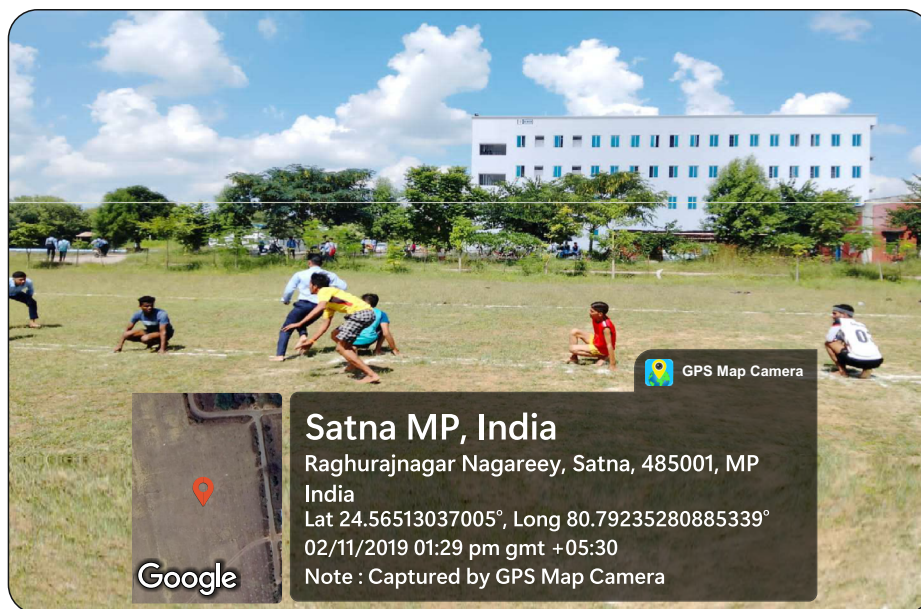 GPS Map Camera
Satna MP, India
Raghurajnagar Nagareey, Satna, 485001, MP
India
Lat 24.56513037005°, Long 80.79235280885339°
02/11/2019 01:29 pm gmt +05:30
Note : Captured by GPS Map Camera
Google
0